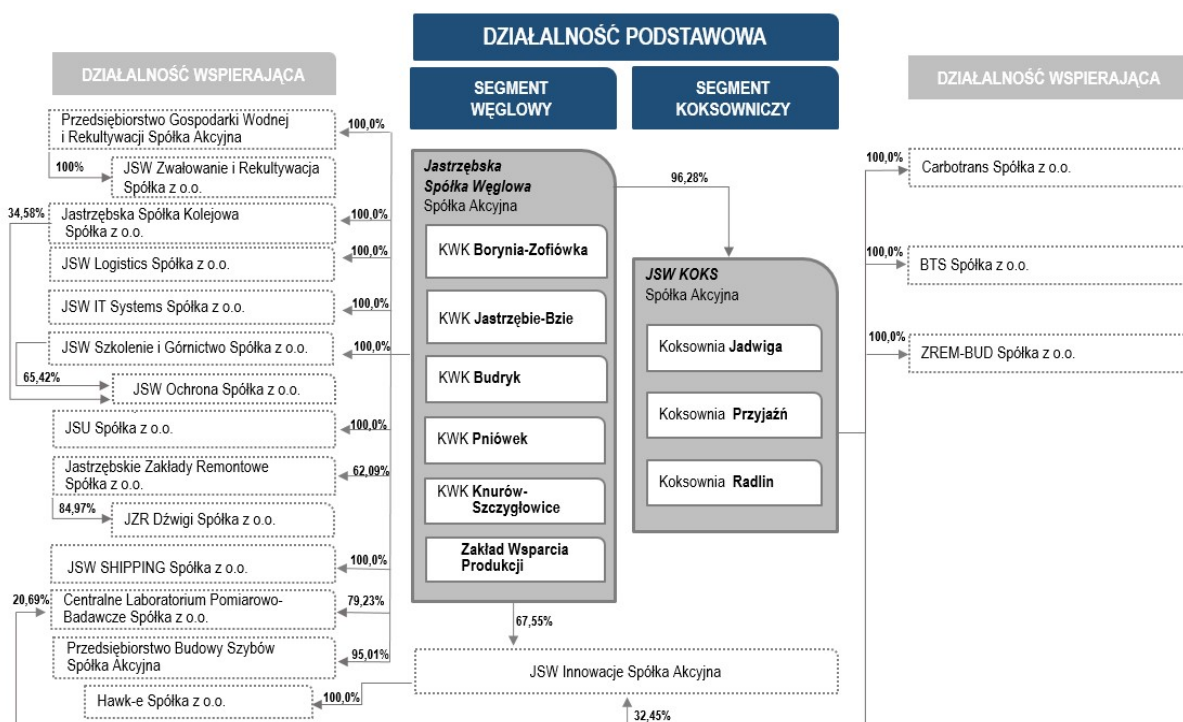 DZIAŁALNOŚĆ PODSTAWOWA
DZIAŁALNOŚĆ WSPIERAJĄCA
SEGMENT
WĘGLOWY
SEGMENT
KOKSOWNICZY
DZIAŁALNOŚĆ WSPIERAJĄCA
Przedsiębiorstwo Gospodarki Wodnej
i Rekultywacji Spółka Akcyjna
100,0%
100%
JSW Zwałowanie i Rekultywacja
Spółka z o.o.
34,58%
Jastrzębska Spółka Kolejowa
Spółka z o.o.
100,0%
JSW Logistics Spółka z o.o.
100,0%
JSW IT Systems Spółka z o.o.
100,0%
JSW Szkolenie i Górnictwo Spółka z o.o.
100,0%
65,42%
JSW Ochrona Spółka z o.o.
JSU Spółka z o.o.
100,0%
Jastrzębskie Zakłady Remontowe
Spółka z o.o.
62,09%
84,97%
JZR Dźwigi Spółka z o.o.
JSW SHIPPING Spółka z o.o.
100,0%
20,69%
Centralne Laboratorium Pomiarowo-
Badawcze Spółka z o.o.
79,23%
Przedsiębiorstwo Budowy Szybów
Spółka Akcyjna
95,01%
Hawk-e Spółka z o.o.
100,0%
Jastrzębska
Spółka Węglowa
Spółka Akcyjna
KWK Borynia-Zofiówka
KWK Jastrzębie-Bzie
KWK Budryk
KWK Pniówek
KWK Knurów-
Szczygłowice
Zakład Wsparcia
Produkcji
67,55%
JSW Innowacje Spółka Akcyjna
32,45%
96,28%
JSW KOKS
Spółka Akcyjna
Koksownia Jadwiga
Koksownia Przyjaźń
Koksownia Radlin
100,0%
Carbotrans Spółka z o.o.
100,0%
BTS Spółka z o.o.
100,0%
ZREM-BUD Spółka z o.o.